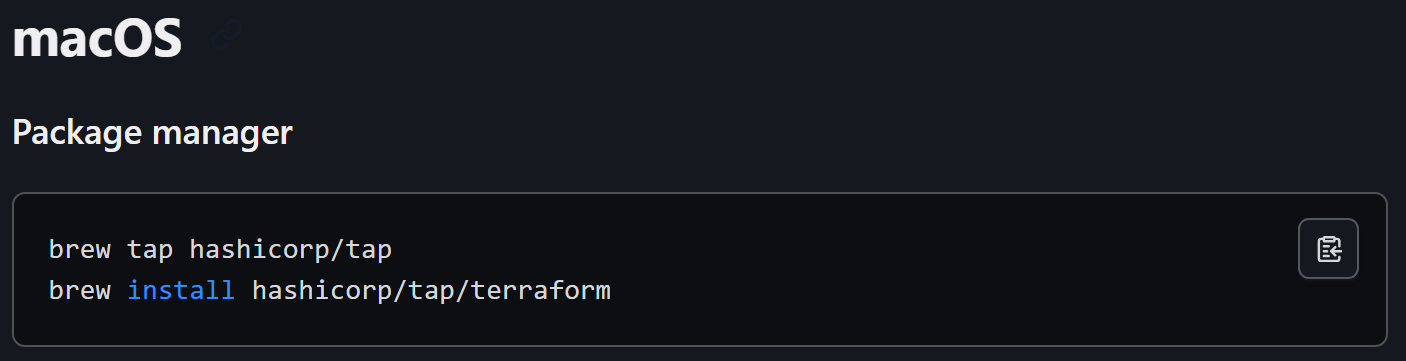 macOS
Package manager
brew tap hashicorp/tap
brew install hashicorp/tap/terraform